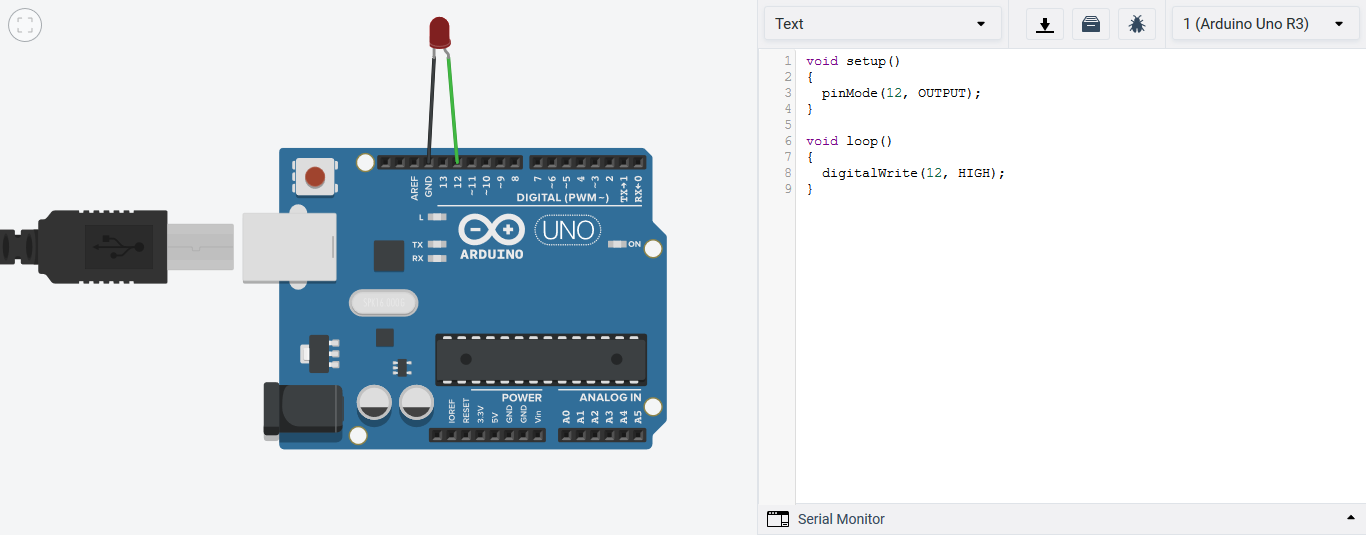 Text
1 (Arduino Uno R3)
1 void setup()
2 {
3 pinMode(12, OUTPUT);
4 }
5
6 void loop()
7 {
8 digitalWrite(12, HIGH);
9 }
Serial Monitor
AREF
GND
13
12
~11
~10
~9
8
7
~6
~5
4
~3
2
TX→1
RX←0
DIGITAL (PWM ~)
L
TX
RX
ARDUINO
UNO
ON
POWER
ANALOG IN
IOREF
RESET
3.3V
5V
GND
GND
Vin
A0
A1
A2
A3
A4
A5